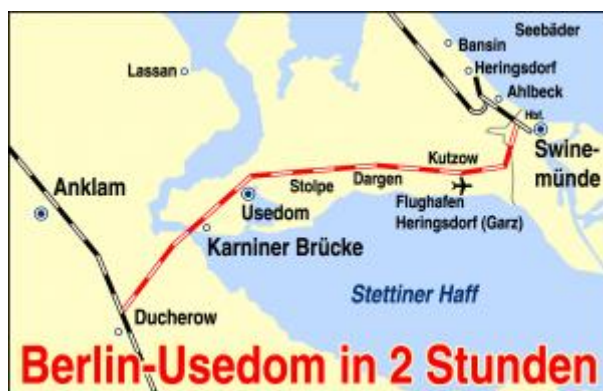 Seebäder
Bansin
Lassan
Heringsdorf
Ahlbeck
Hbf.
Swine-
münde
Kutzow
Anklam
Stolpe
Dargen
Usedom
Flughafen
Heringsdorf (Garz)
Karniner Brücke
Stettiner Haff
Ducherow
Berlin-Usedom in 2 Stunden